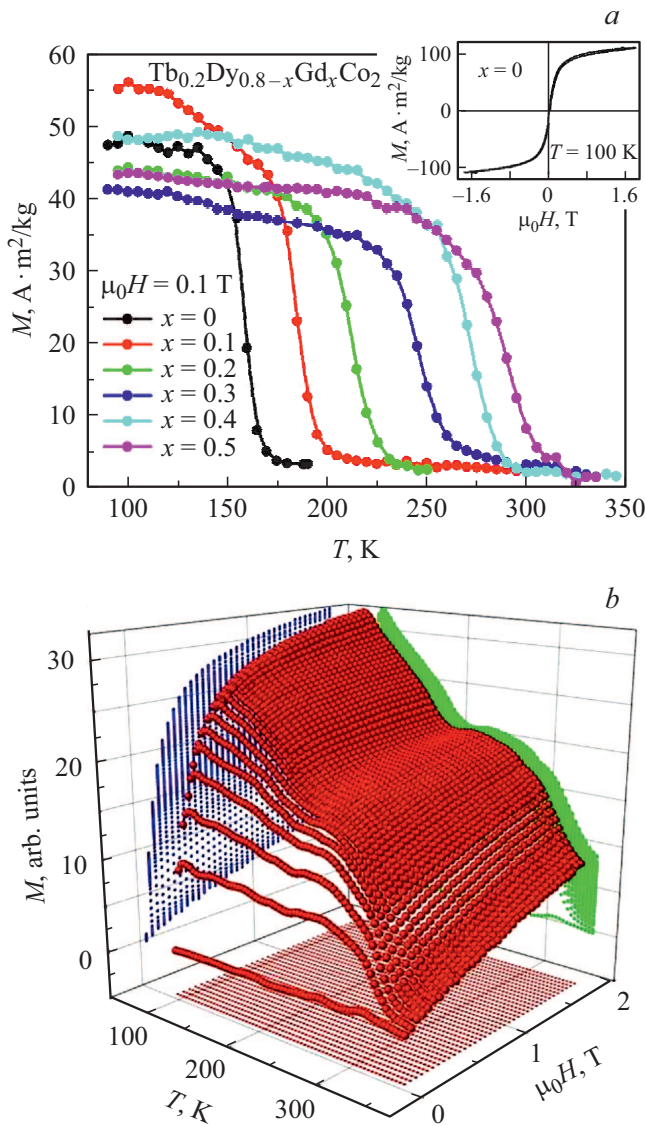 a
60
50
40
30
20
10
0
M, A · m²/kg
Tb0.2Dy0.8−xGdxCo2
μ0H = 0.1 T
x = 0
x = 0.1
x = 0.2
x = 0.3
x = 0.4
x = 0.5
100 150 200 250 300 350
T, K
100
0
−100
M, A · m²/kg
x = 0
T = 100 K
−1.6 0 1.6
μ0H, T
b
30
20
10
0
M, arb. units
100
200
300
T, K
0
1
2
μ0H, T